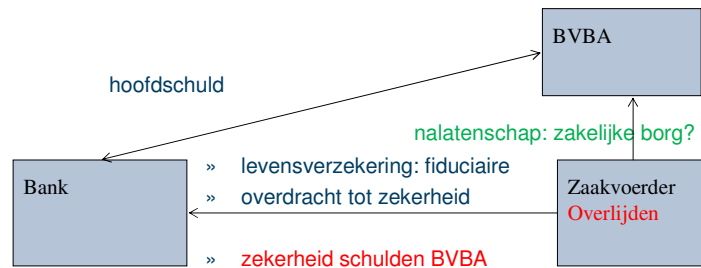 BVBA
hoofdschuld
nalatenschap: zakelijke borg?
Bank
» levensverzekering: fiduciaire
» overdracht tot zekerheid
Zaakvoerder
Overlijden
» zekerheid schulden BVBA